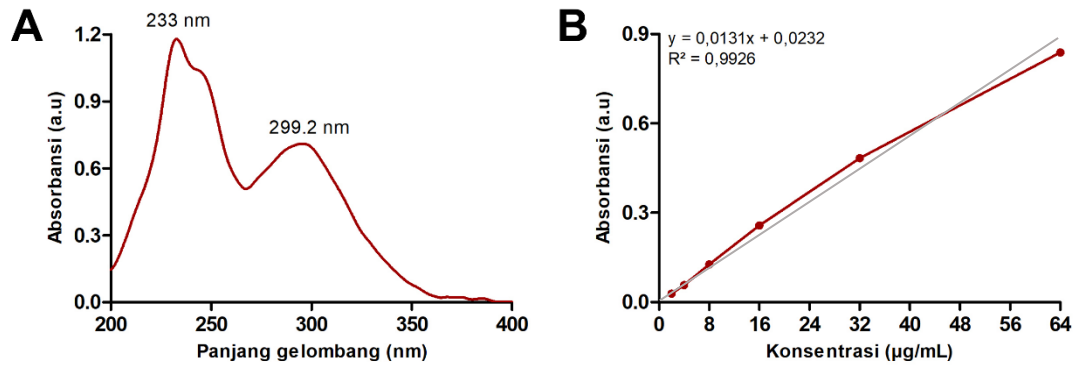 A
233 nm
299.2 nm
Absorbansi (a.u)
1.2
0.9
0.6
0.3
0.0
200 250 300 350 400
Panjang gelombang (nm)
B
y = 0,0131x + 0,0232
R² = 0,9926
Absorbansi (a.u)
0.9
0.6
0.3
0.0
0 8 16 24 32 40 48 56 64
Konsentrasi (µg/mL)